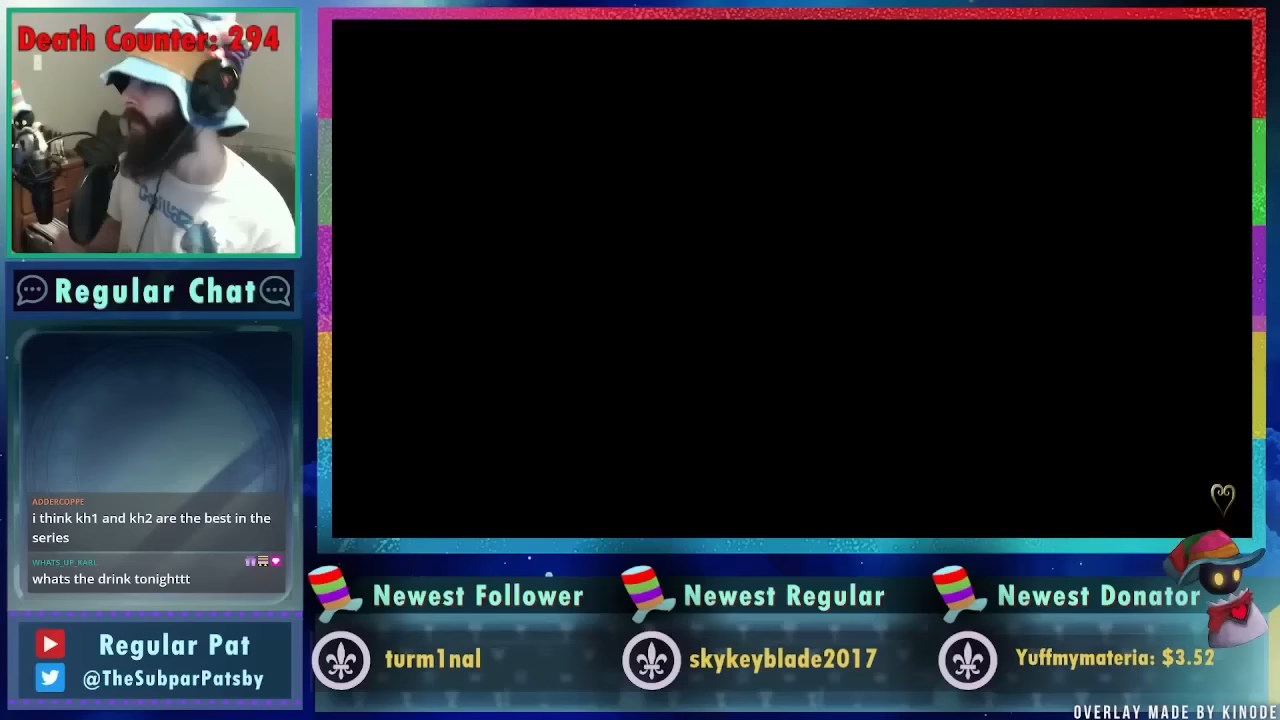 Death Counter: 294
Regular Chat
ADDERCOPPE
i think kh1 and kh2 are the best in the
series
WHATS_UP_KARL
whats the drink tonighttt
Regular Pat
@TheSubparPatsby
Newest Follower
turm1nal
Newest Regular
skykeyblade2017
Newest Donator
Yuffmymateria: $3.52
OVERLAY MADE BY KINODE
Gorillaz